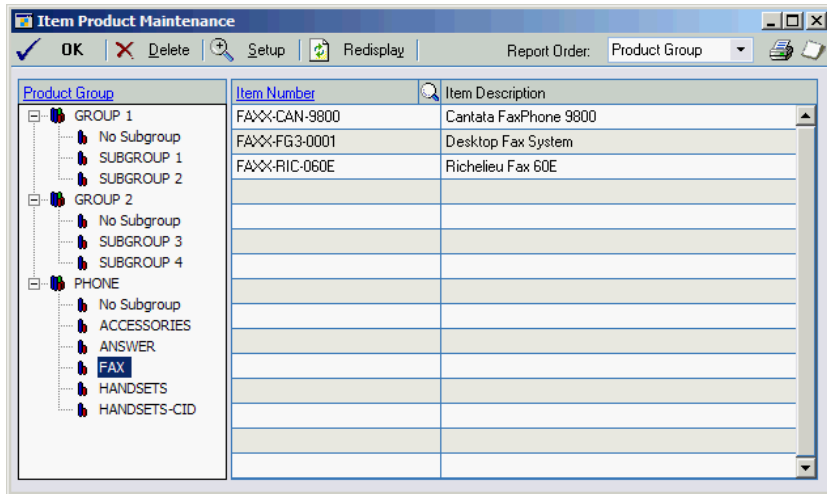 Item Product Maintenance
OK Delete Setup Redisplay Report Order: Product Group
Product Group
GROUP 1
No Subgroup
SUBGROUP 1
SUBGROUP 2
GROUP 2
No Subgroup
SUBGROUP 3
SUBGROUP 4
PHONE
No Subgroup
ACCESSORIES
ANSWER
FAX
HANDSETS
HANDSETS-CID
Item Number Item Description
FAXX-CAN-9800 Cantata FaxPhone 9800
FAXX-FG3-0001 Desktop Fax System
FAXX-RIC-060E Richelieu Fax 60E